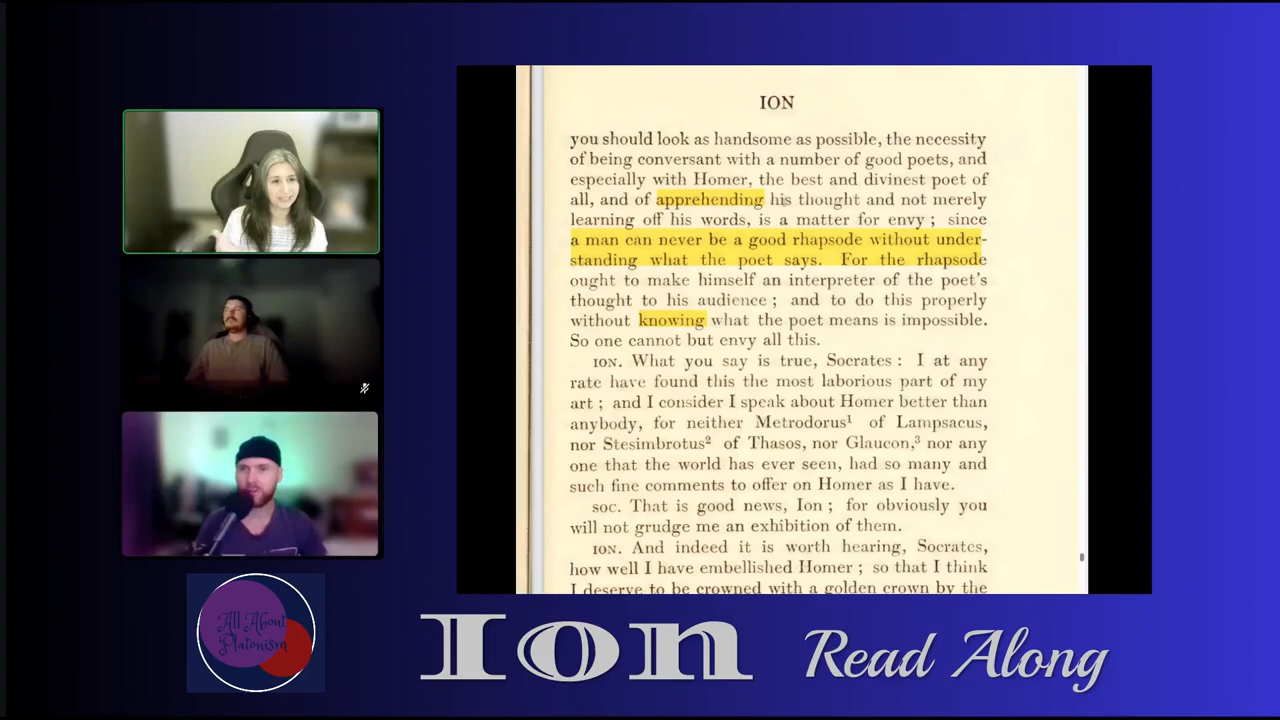 ION
you should look as handsome as possible, the necessity
of being conversant with a number of good poets, and
especially with Homer, the best and divinest poet of
all, and of apprehending his thought and not merely
learning off his words, is a matter for envy ; since
a man can never be a good rhapsode without under-
standing what the poet says. For the rhapsode
ought to make himself an interpreter of the poet's
thought to his audience ; and to do this properly
without knowing what the poet means is impossible.
So one cannot but envy all this.
ION. What you say is true, Socrates : I at any
rate have found this the most laborious part of my
art ; and I consider I speak about Homer better than
anybody, for neither Metrodorus¹ of Lampsacus,
nor Stesimbrotus² of Thasos, nor Glaucon,³ nor any
one that the world has ever seen, had so many and
such fine comments to offer on Homer as I have.
SOC. That is good news, Ion ; for obviously you
will not grudge me an exhibition of them.
ION. And indeed it is worth hearing, Socrates,
how well I have embellished Homer ; so that I think
I deserve to be crowned with a golden crown by the
All About
Platonism
Ion Read Along